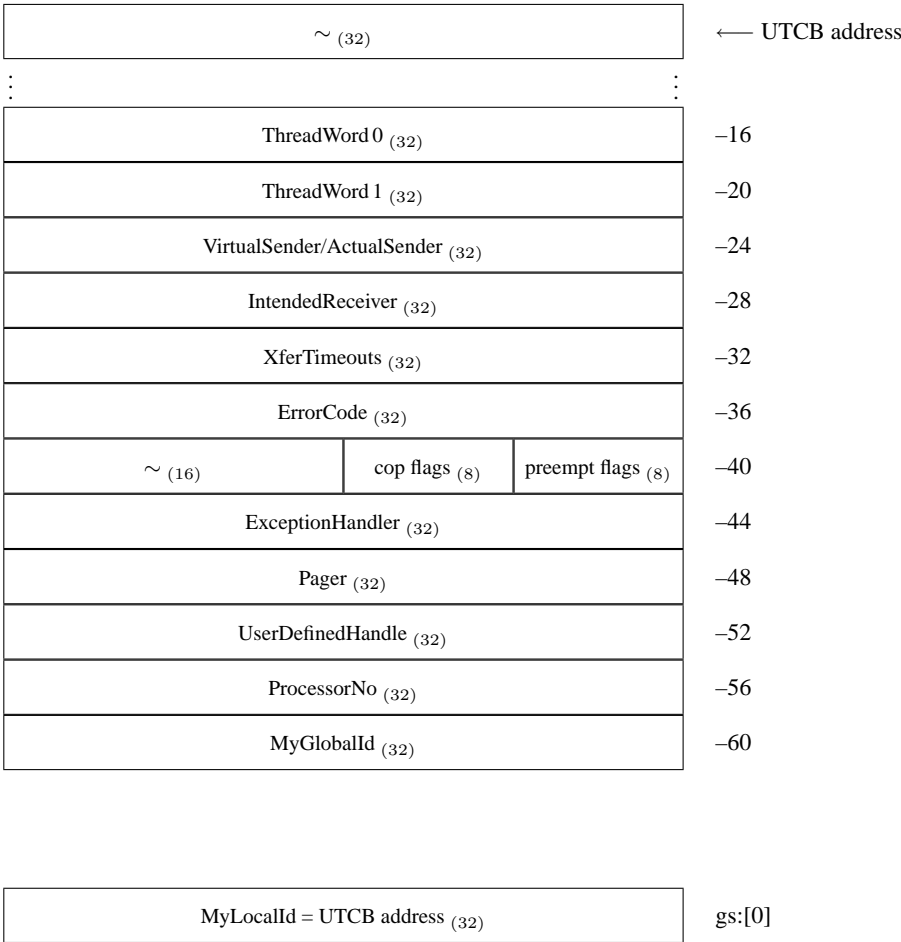 ~ (32) ← UTCB address
⋮ ⋮
ThreadWord 0 (32) –16
ThreadWord 1 (32) –20
VirtualSender/ActualSender (32) –24
IntendedReceiver (32) –28
XferTimeouts (32) –32
ErrorCode (32) –36
~ (16) cop flags (8) preempt flags (8) –40
ExceptionHandler (32) –44
Pager (32) –48
UserDefinedHandle (32) –52
ProcessorNo (32) –56
MyGlobalId (32) –60
MyLocalId = UTCB address (32) gs:[0]